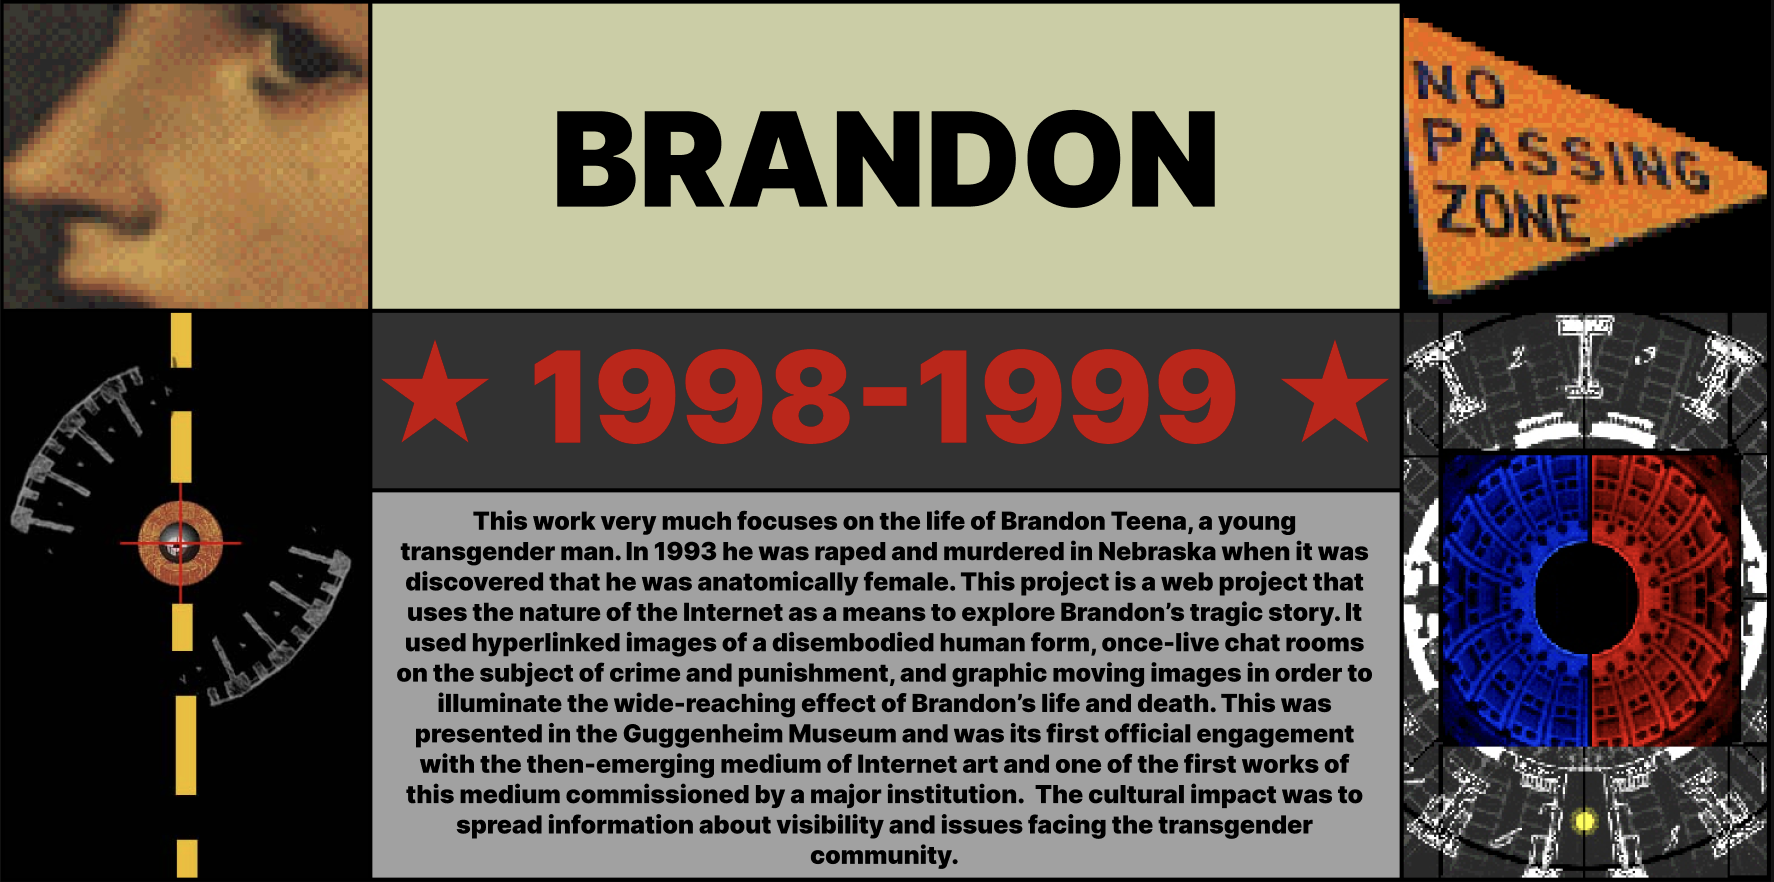 BRANDON
NO
PASSING
ZONE
★ 1998-1999 ★
This work very much focuses on the life of Brandon Teena, a young
transgender man. In 1993 he was raped and murdered in Nebraska when it was
discovered that he was anatomically female. This project is a web project that
uses the nature of the Internet as a means to explore Brandon’s tragic story. It
used hyperlinked images of a disembodied human form, once-live chat rooms
on the subject of crime and punishment, and graphic moving images in order to
illuminate the wide-reaching effect of Brandon’s life and death. This was
presented in the Guggenheim Museum and was its first official engagement
with the then-emerging medium of Internet art and one of the first works of
this medium commissioned by a major institution.  The cultural impact was to
spread information about visibility and issues facing the transgender
community.